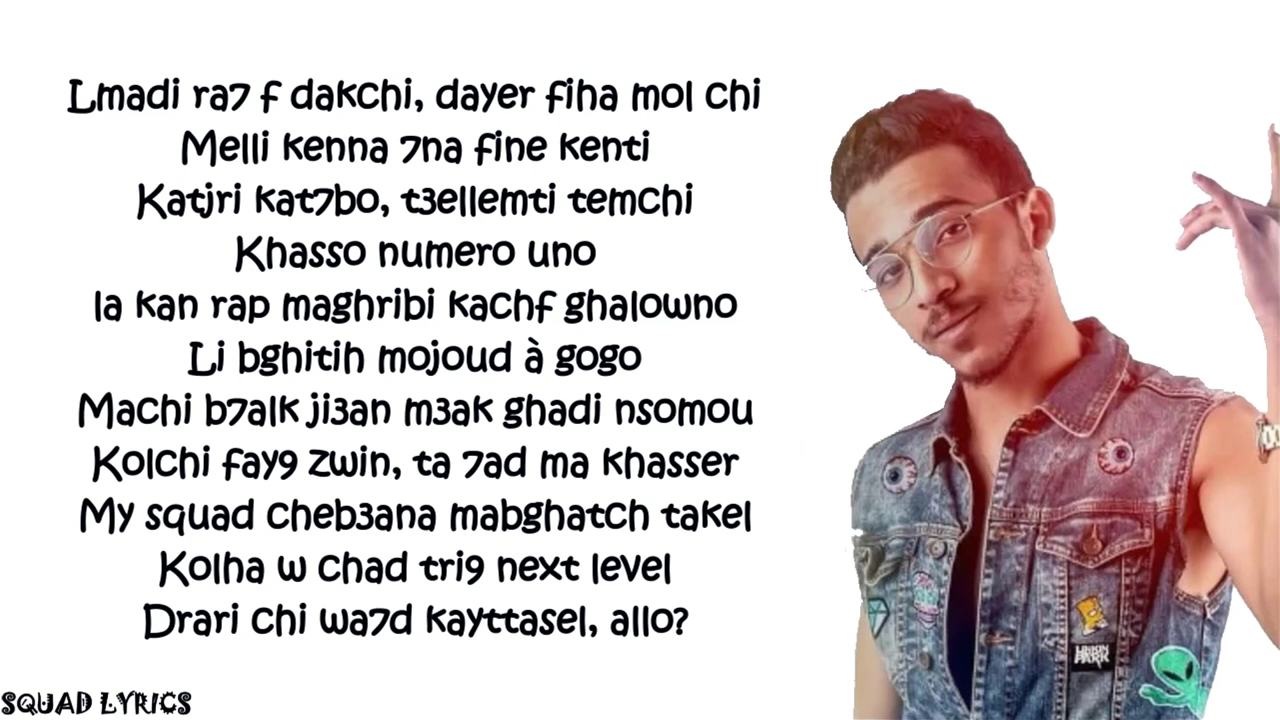 Lmadi ra7 f dakchi, dayer fiha mol chi
Melli kenna 7na fine kenti
Katjri kat7bo, t3ellemti temchi
Khasso numero uno
la kan rap maghribi kachf ghalowno
Li bghitih mojoud à gogo
Machi b7alk ji3an m3ak ghadi nsomou
Kolchi fay9 zwin, ta 7ad ma khasser
My squad cheb3ana mabghatch takel
Kolha w chad tri9 next level
Drari chi wa7d kayttasel, allo?
SQUAD LYRICS
LINKIN
PARK